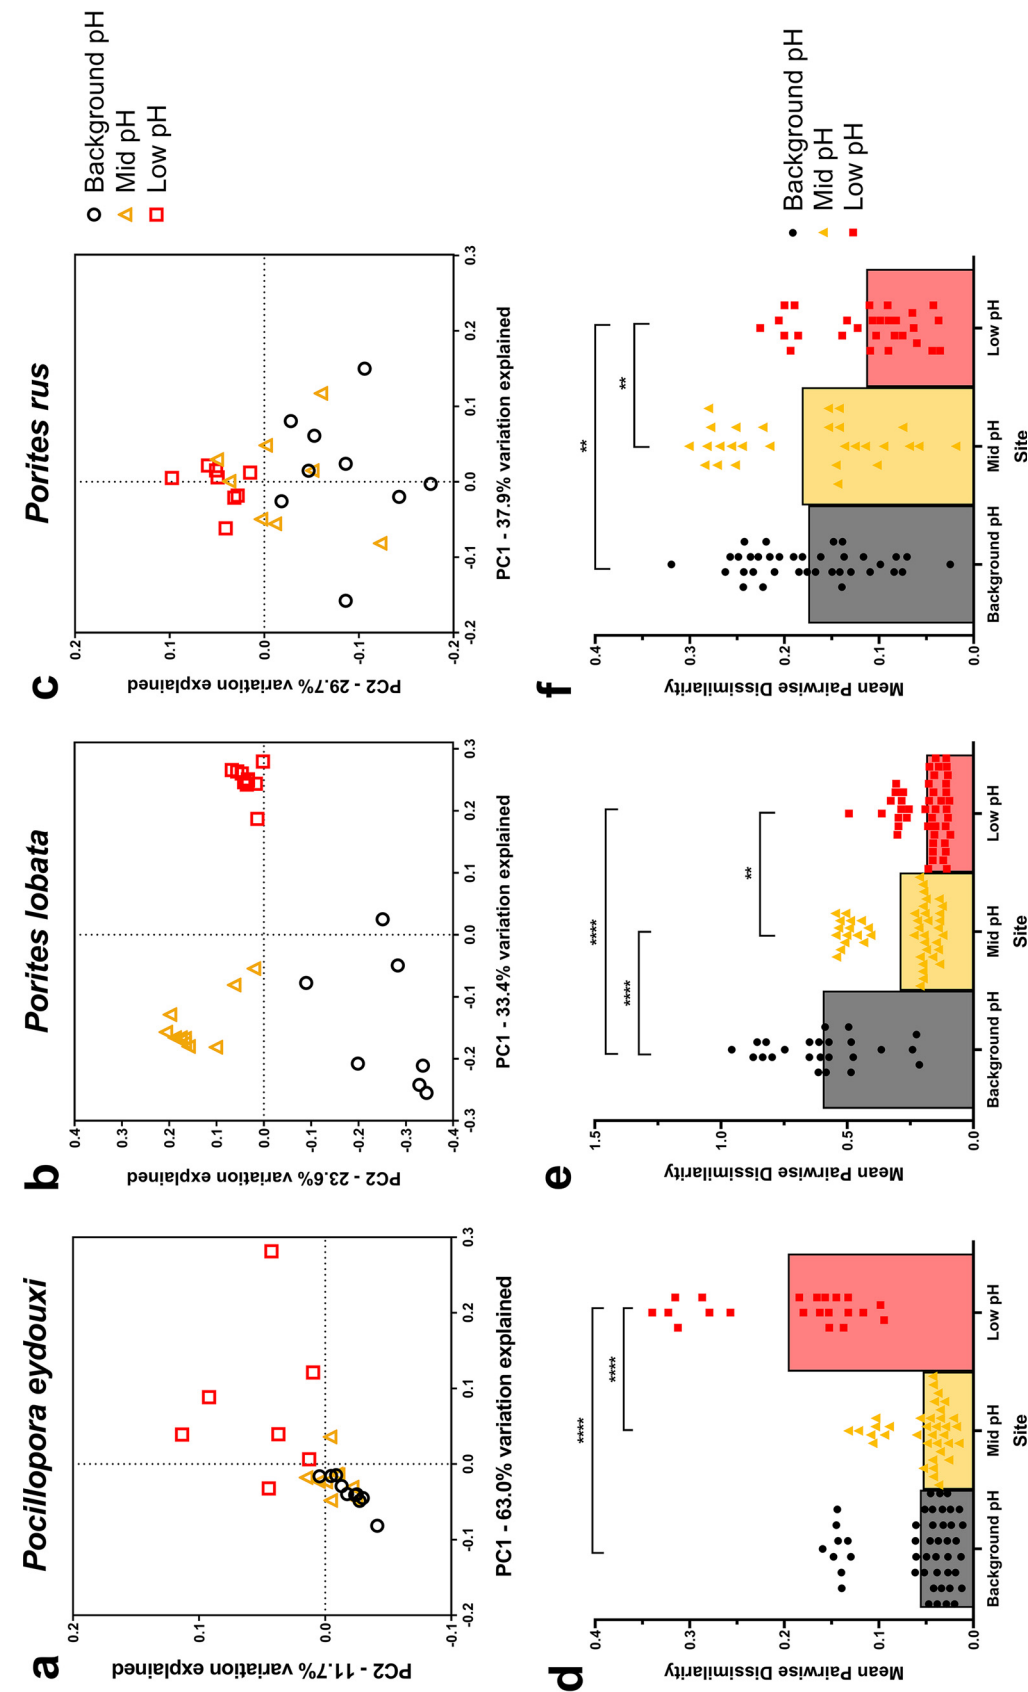 a
Pocillopora eydouxi
PC2 - 11.7% variation explained
0.2
0.1
0.0
-0.1
-0.2
-0.1
0.0
0.1
0.2
0.3
PC1 - 63.0% variation explained
b
Porites lobata
PC2 - 23.6% variation explained
0.4
0.3
0.2
0.1
0.0
-0.1
-0.2
-0.3
-0.4
-0.3
-0.2
-0.1
0.0
0.1
0.2
0.3
PC1 - 33.4% variation explained
c
Porites rus
PC2 - 29.7% variation explained
0.2
0.1
0.0
-0.1
-0.2
-0.2
-0.1
0.0
0.1
0.2
0.3
PC1 - 37.9% variation explained
Background pH
Mid pH
Low pH
d
Mean Pairwise Dissimilarity
0.4
0.3
0.2
0.1
0.0
****
****
Background pH
Mid pH
Low pH
Site
e
Mean Pairwise Dissimilarity
1.5
1.0
0.5
0.0
****
****
**
Background pH
Mid pH
Low pH
Site
f
Mean Pairwise Dissimilarity
0.4
0.3
0.2
0.1
0.0
**
**
Background pH
Mid pH
Low pH
Site
Background pH
Mid pH
Low pH